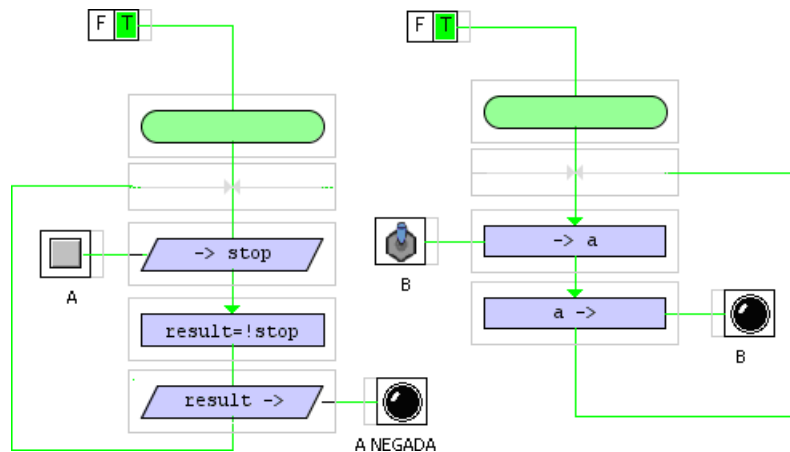 F T
-> stop
A
result=!stop
result ->
A NEGADA
F T
-> a
B
a ->
B